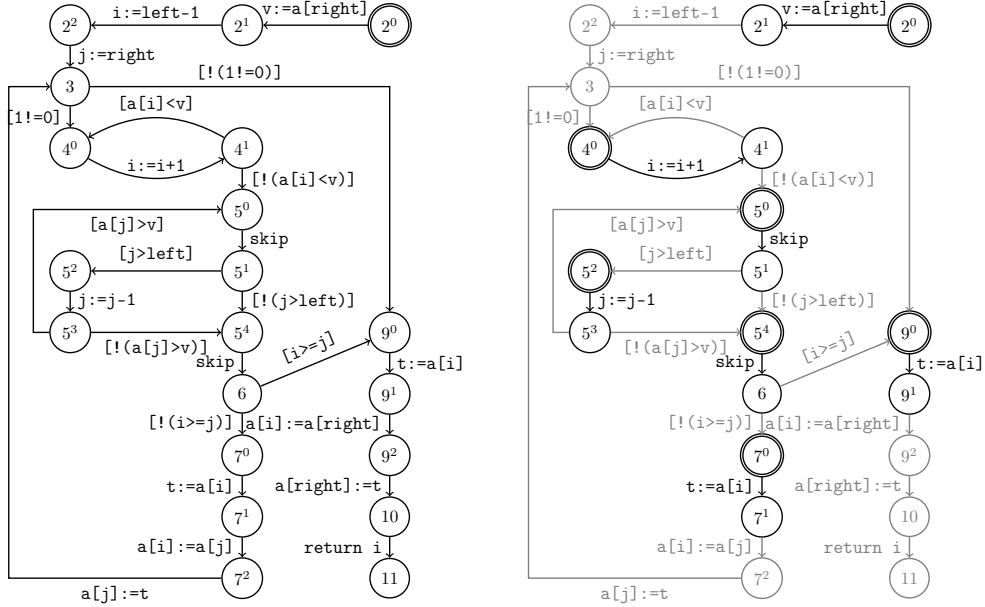 2² i:=left-1 2¹ v:=a[right] 2⁰
j:=right
3 [!(1!=0)]
[1!=0] [a[i]<v]
4⁰ i:=i+1 4¹
[!(a[i]<v)]
5⁰
[a[j]>v] skip
5² [j>left] 5¹
j:=j-1 [!(j>left)]
5³ [!(a[j]>v)] 5⁴ 9⁰
skip [i>=j] t:=a[i]
6 9¹
[!(i>=j)] a[i]:=a[right]
7⁰ 9²
t:=a[i] a[right]:=t
7¹ 10
a[i]:=a[j] return i
7² 11
a[j]:=t
2² i:=left-1 2¹ v:=a[right] 2⁰
j:=right
3 [!(1!=0)]
[1!=0] [a[i]<v]
4⁰ i:=i+1 4¹
[!(a[i]<v)]
5⁰
[a[j]>v] skip
5² [j>left] 5¹
j:=j-1 [!(j>left)]
5³ [!(a[j]>v)] 5⁴ 9⁰
skip [i>=j] t:=a[i]
6 9¹
[!(i>=j)] a[i]:=a[right]
7⁰ 9²
t:=a[i] a[right]:=t
7¹ 10
a[i]:=a[j] return i
7² 11
a[j]:=t